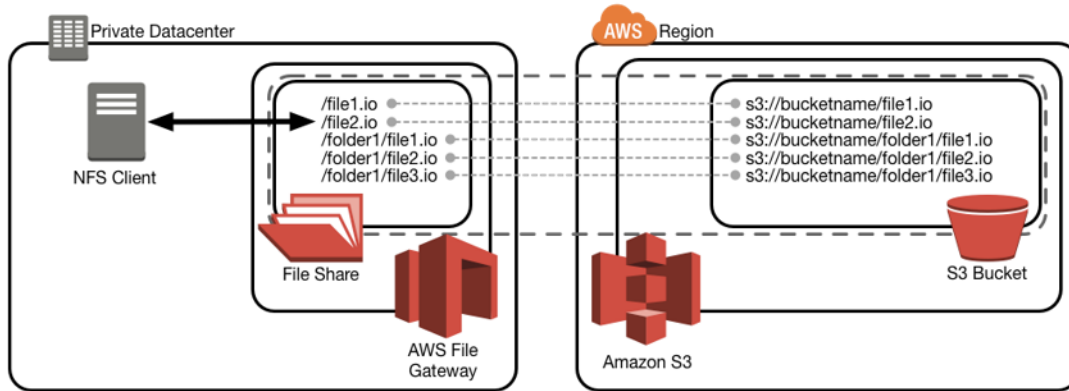 Private Datacenter
AWS
Region
/file1.io
/file2.io
/folder1/file1.io
/folder1/file2.io
/folder1/file3.io
s3://bucketname/file1.io
s3://bucketname/file2.io
s3://bucketname/folder1/file1.io
s3://bucketname/folder1/file2.io
s3://bucketname/folder1/file3.io
NFS Client
File Share
S3 Bucket
AWS File
Gateway
Amazon S3